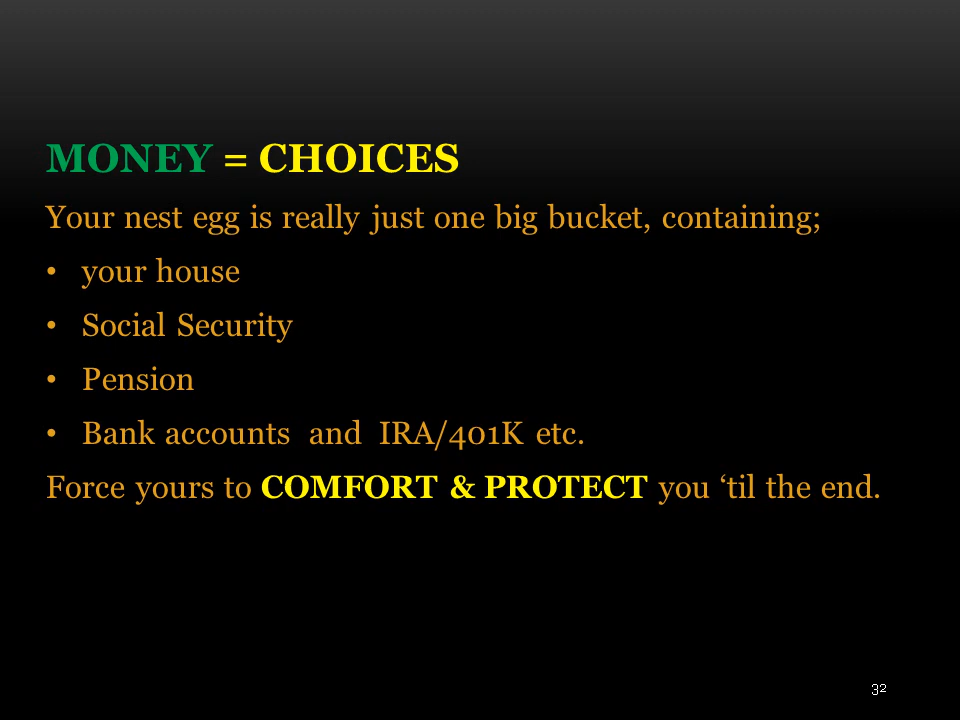 MONEY = CHOICES
Your nest egg is really just one big bucket, containing;
• your house
• Social Security
• Pension
• Bank accounts  and  IRA/401K etc.
Force yours to COMFORT & PROTECT you ‘til the end.
32